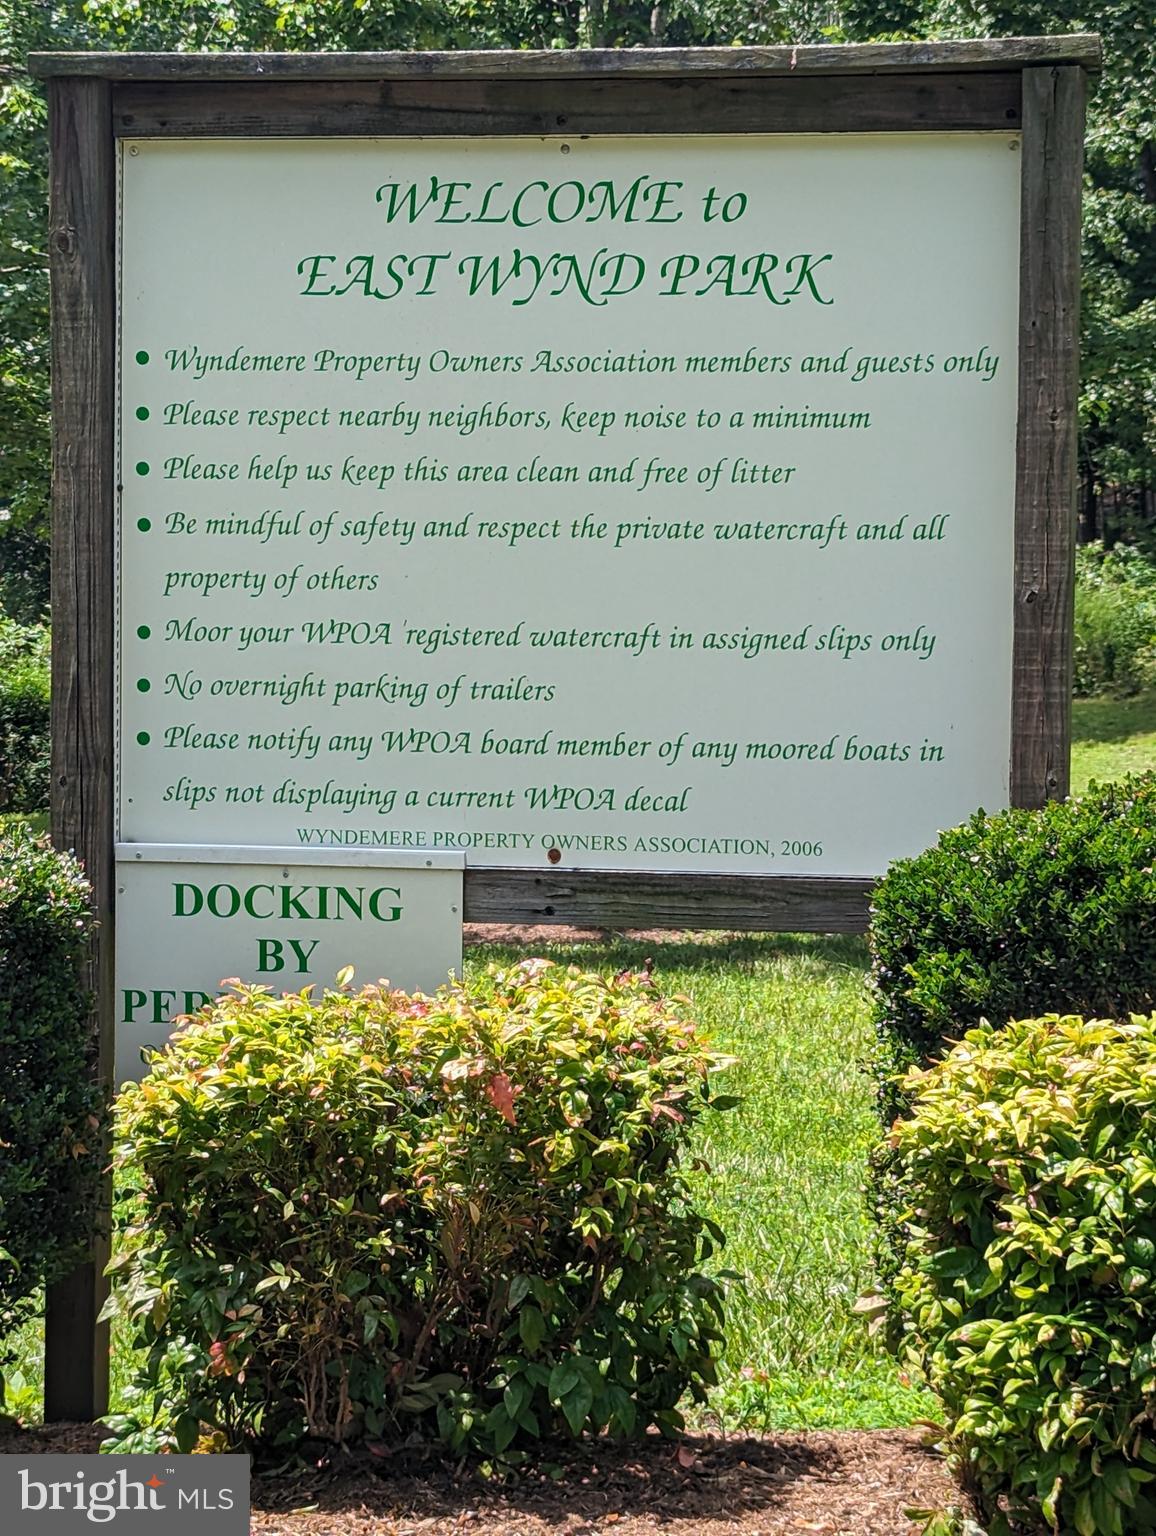 WELCOME to
EAST WYND PARK
• Wyndemere Property Owners Association members and guests only
• Please respect nearby neighbors, keep noise to a minimum
• Please help us keep this area clean and free of litter
• Be mindful of safety and respect the private watercraft and all
property of others
• Moor your WPOA 'registered watercraft in assigned slips only
• No overnight parking of trailers
• Please notify any WPOA board member of any moored boats in
slips not displaying a current WPOA decal
WYNDEMERE PROPERTY OWNERS ASSOCIATION, 2006
DOCKING
BY
bright™ MLS